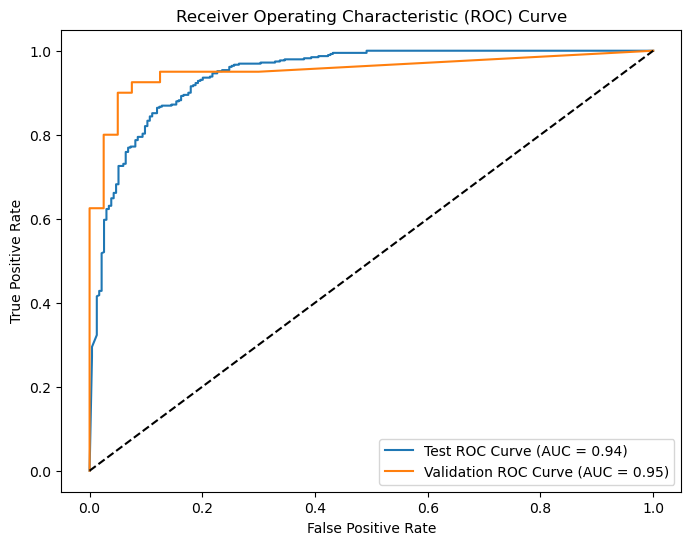 Receiver Operating Characteristic (ROC) Curve
True Positive Rate
1.0
0.8
0.6
0.4
0.2
0.0
0.0 0.2 0.4 0.6 0.8 1.0
False Positive Rate
Test ROC Curve (AUC = 0.94)
Validation ROC Curve (AUC = 0.95)